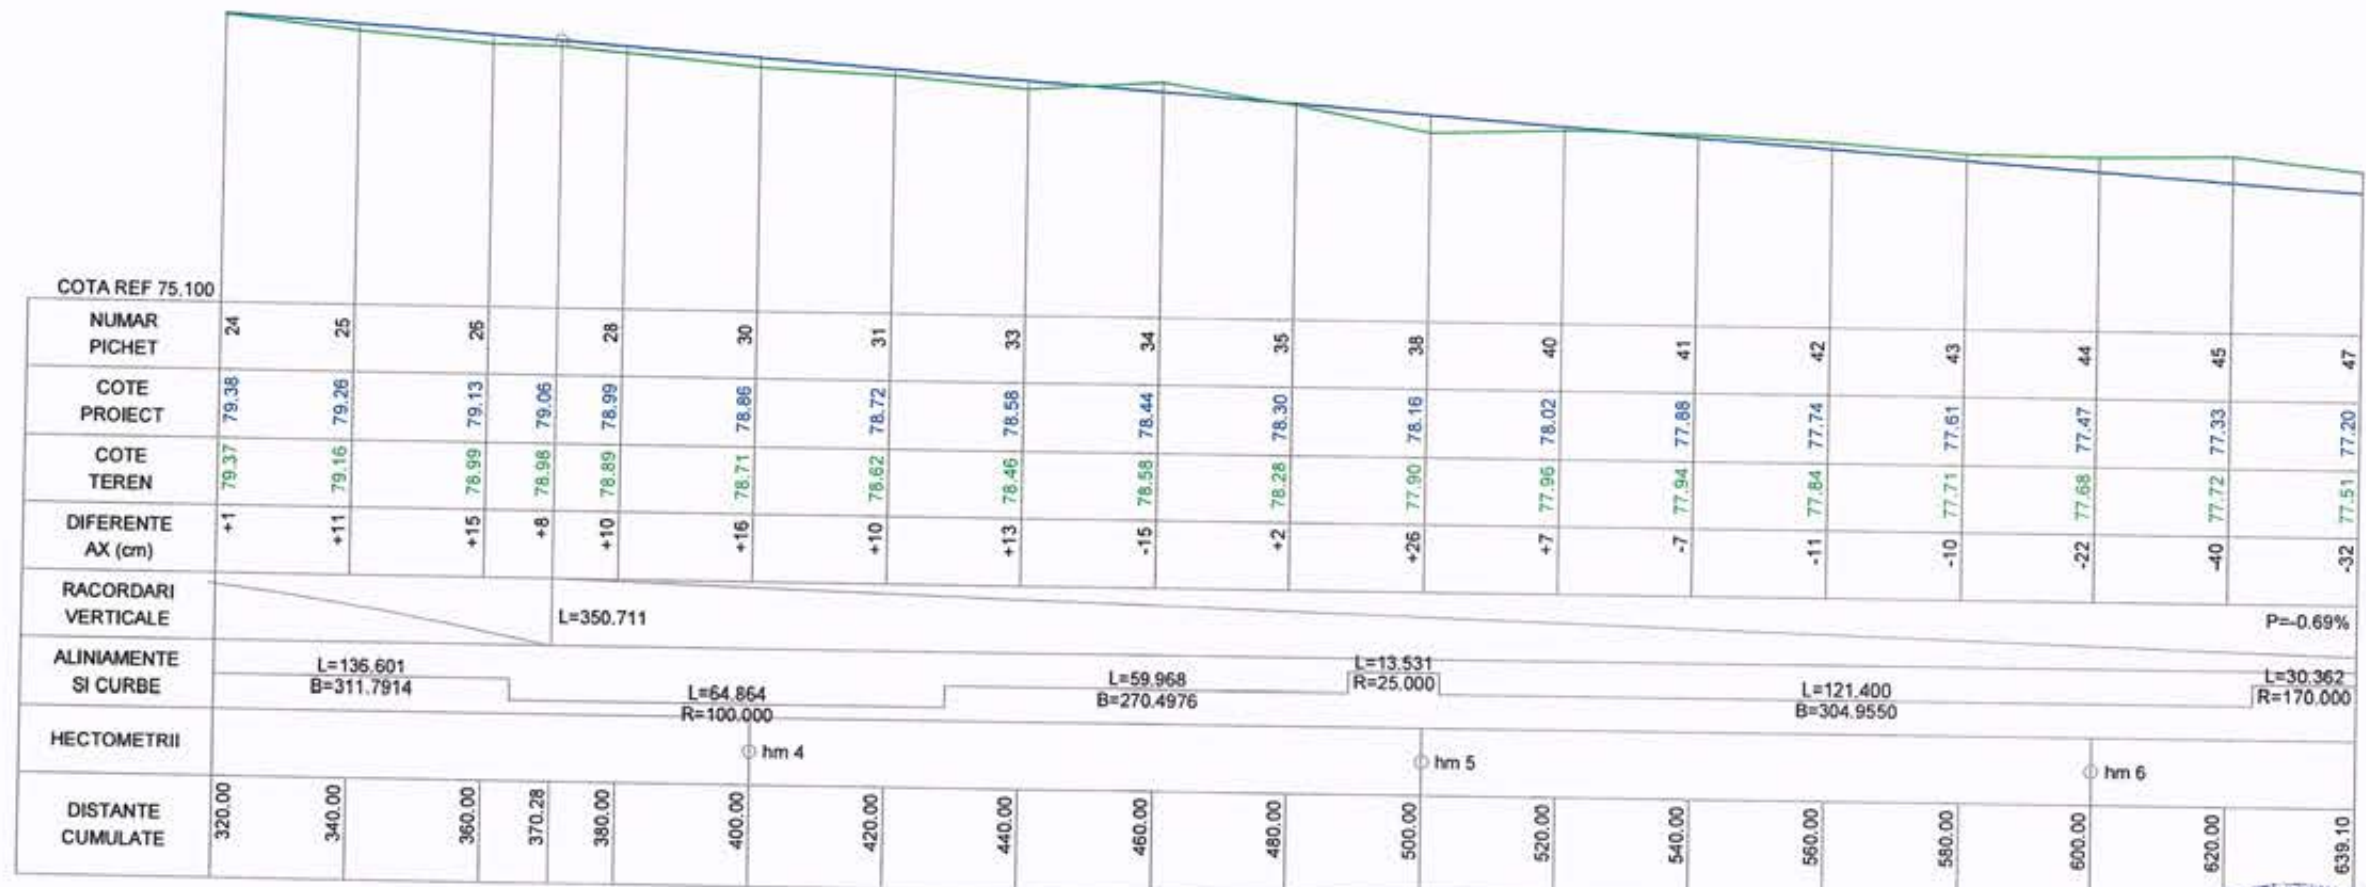 COTA REF 75.100
NUMAR
PICHET
24 25 26 28 30 31 33 34 35 38 40 41 42 43 44 45 47
COTE
PROIECT
79.38 79.26 79.13 79.06 78.99 78.86 78.72 78.58 78.44 78.30 78.16 78.02 77.88 77.74 77.61 77.47 77.33 77.20
COTE
TEREN
79.37 79.16 78.99 78.98 78.89 78.71 78.62 78.46 78.58 78.28 77.90 77.96 77.94 77.84 77.71 77.68 77.72 77.51
DIFERENTE
AX (cm)
+1 +11 +15 +8 +10 +16 +10 +13 -15 +2 +26 +7 -7 -11 -10 -22 -40 -32
RACORDARI
VERTICALE
L=350.711
P=-0.69%
ALINIAMENTE
SI CURBE
L=136.601
B=311.7914
L=64.864
R=100.000
L=59.968
B=270.4976
L=13.531
R=25.000
L=121.400
B=304.9550
L=30.362
R=170.000
HECTOMETRII
hm 4
hm 5
hm 6
DISTANTE
CUMULATE
320.00 340.00 360.00 370.28 380.00 400.00 420.00 440.00 460.00 480.00 500.00 520.00 540.00 560.00 580.00 600.00 620.00 639.10